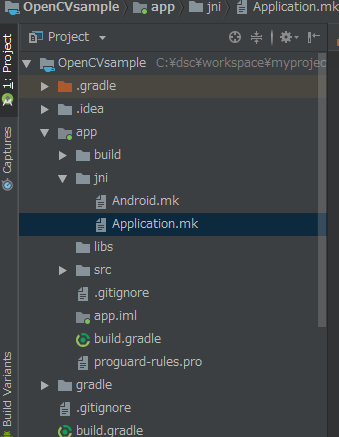 OpenCVsample app jni Application.mk
Project
OpenCVsample C:¥dsc¥workspace¥myprojec
.gradle
.idea
app
build
jni
Android.mk
Application.mk
libs
src
.gitignore
app.iml
build.gradle
proguard-rules.pro
gradle
.gitignore
build.gradle
1: Project
Captures
Build Variants